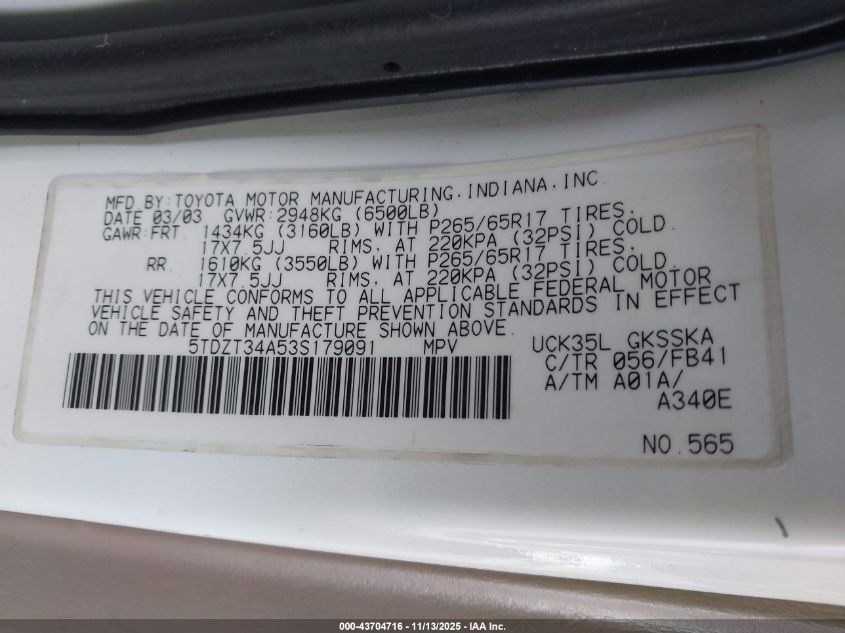 MFD.BY:TOYOTA MOTOR MANUFACTURING.INDIANA.INC.
DATE 03/03 GVWR:2948KG (6500LB)
GAWR:FRT. 1434KG (3160LB) WITH P265/65R17 TIRES.
17X7.5JJ RIMS. AT 220KPA (32PSI) COLD.
RR. 1610KG (3550LB) WITH P265/65R17 TIRES.
17X7.5JJ RIMS. AT 220KPA (32PSI) COLD.
THIS VEHICLE CONFORMS TO ALL APPLICABLE FEDERAL MOTOR
VEHICLE SAFETY AND THEFT PREVENTION STANDARDS IN EFFECT
ON THE DATE OF MANUFACTURE SHOWN ABOVE.
5TDZT34A53S179091 MPV
UCK35L GKSSKA
C/TR 056/FB41
A/TM A01A/
A340E
NO.565
000-43704716 - 11/13/2025 - IAA Inc.